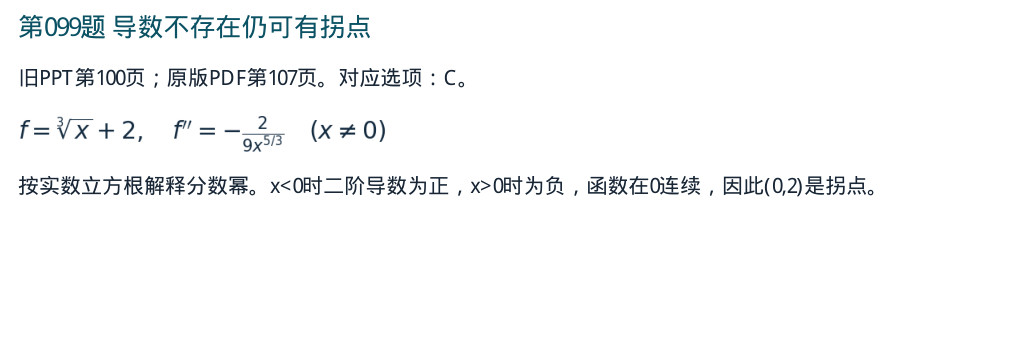 第099题 导数不存在仍可有拐点
旧PPT第100页；原版PDF第107页。对应选项：C。
f = ∛x + 2,  f″ = −2/(9x^{5/3})  (x ≠ 0)
按实数立方根解释分数幂。x<0时二阶导数为正，x>0时为负，函数在0连续，因此(0,2)是拐点。